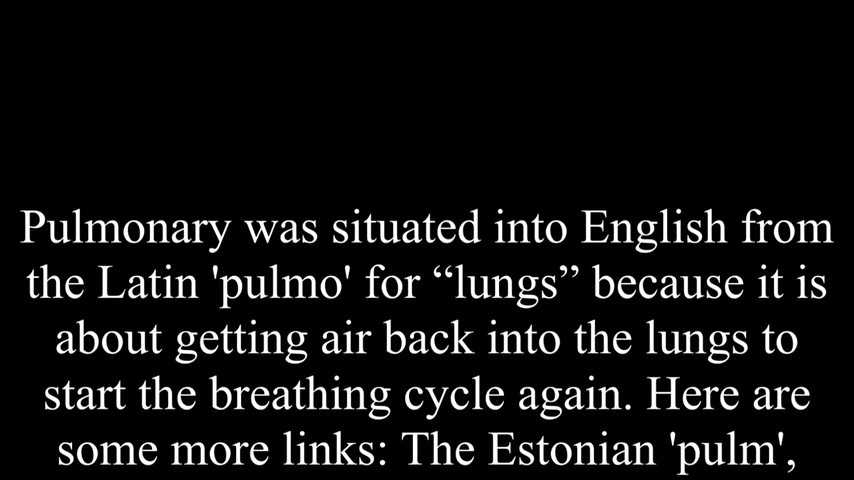 Pulmonary was situated into English from
the Latin 'pulmo' for “lungs” because it is
about getting air back into the lungs to
start the breathing cycle again. Here are
some more links: The Estonian 'pulm',